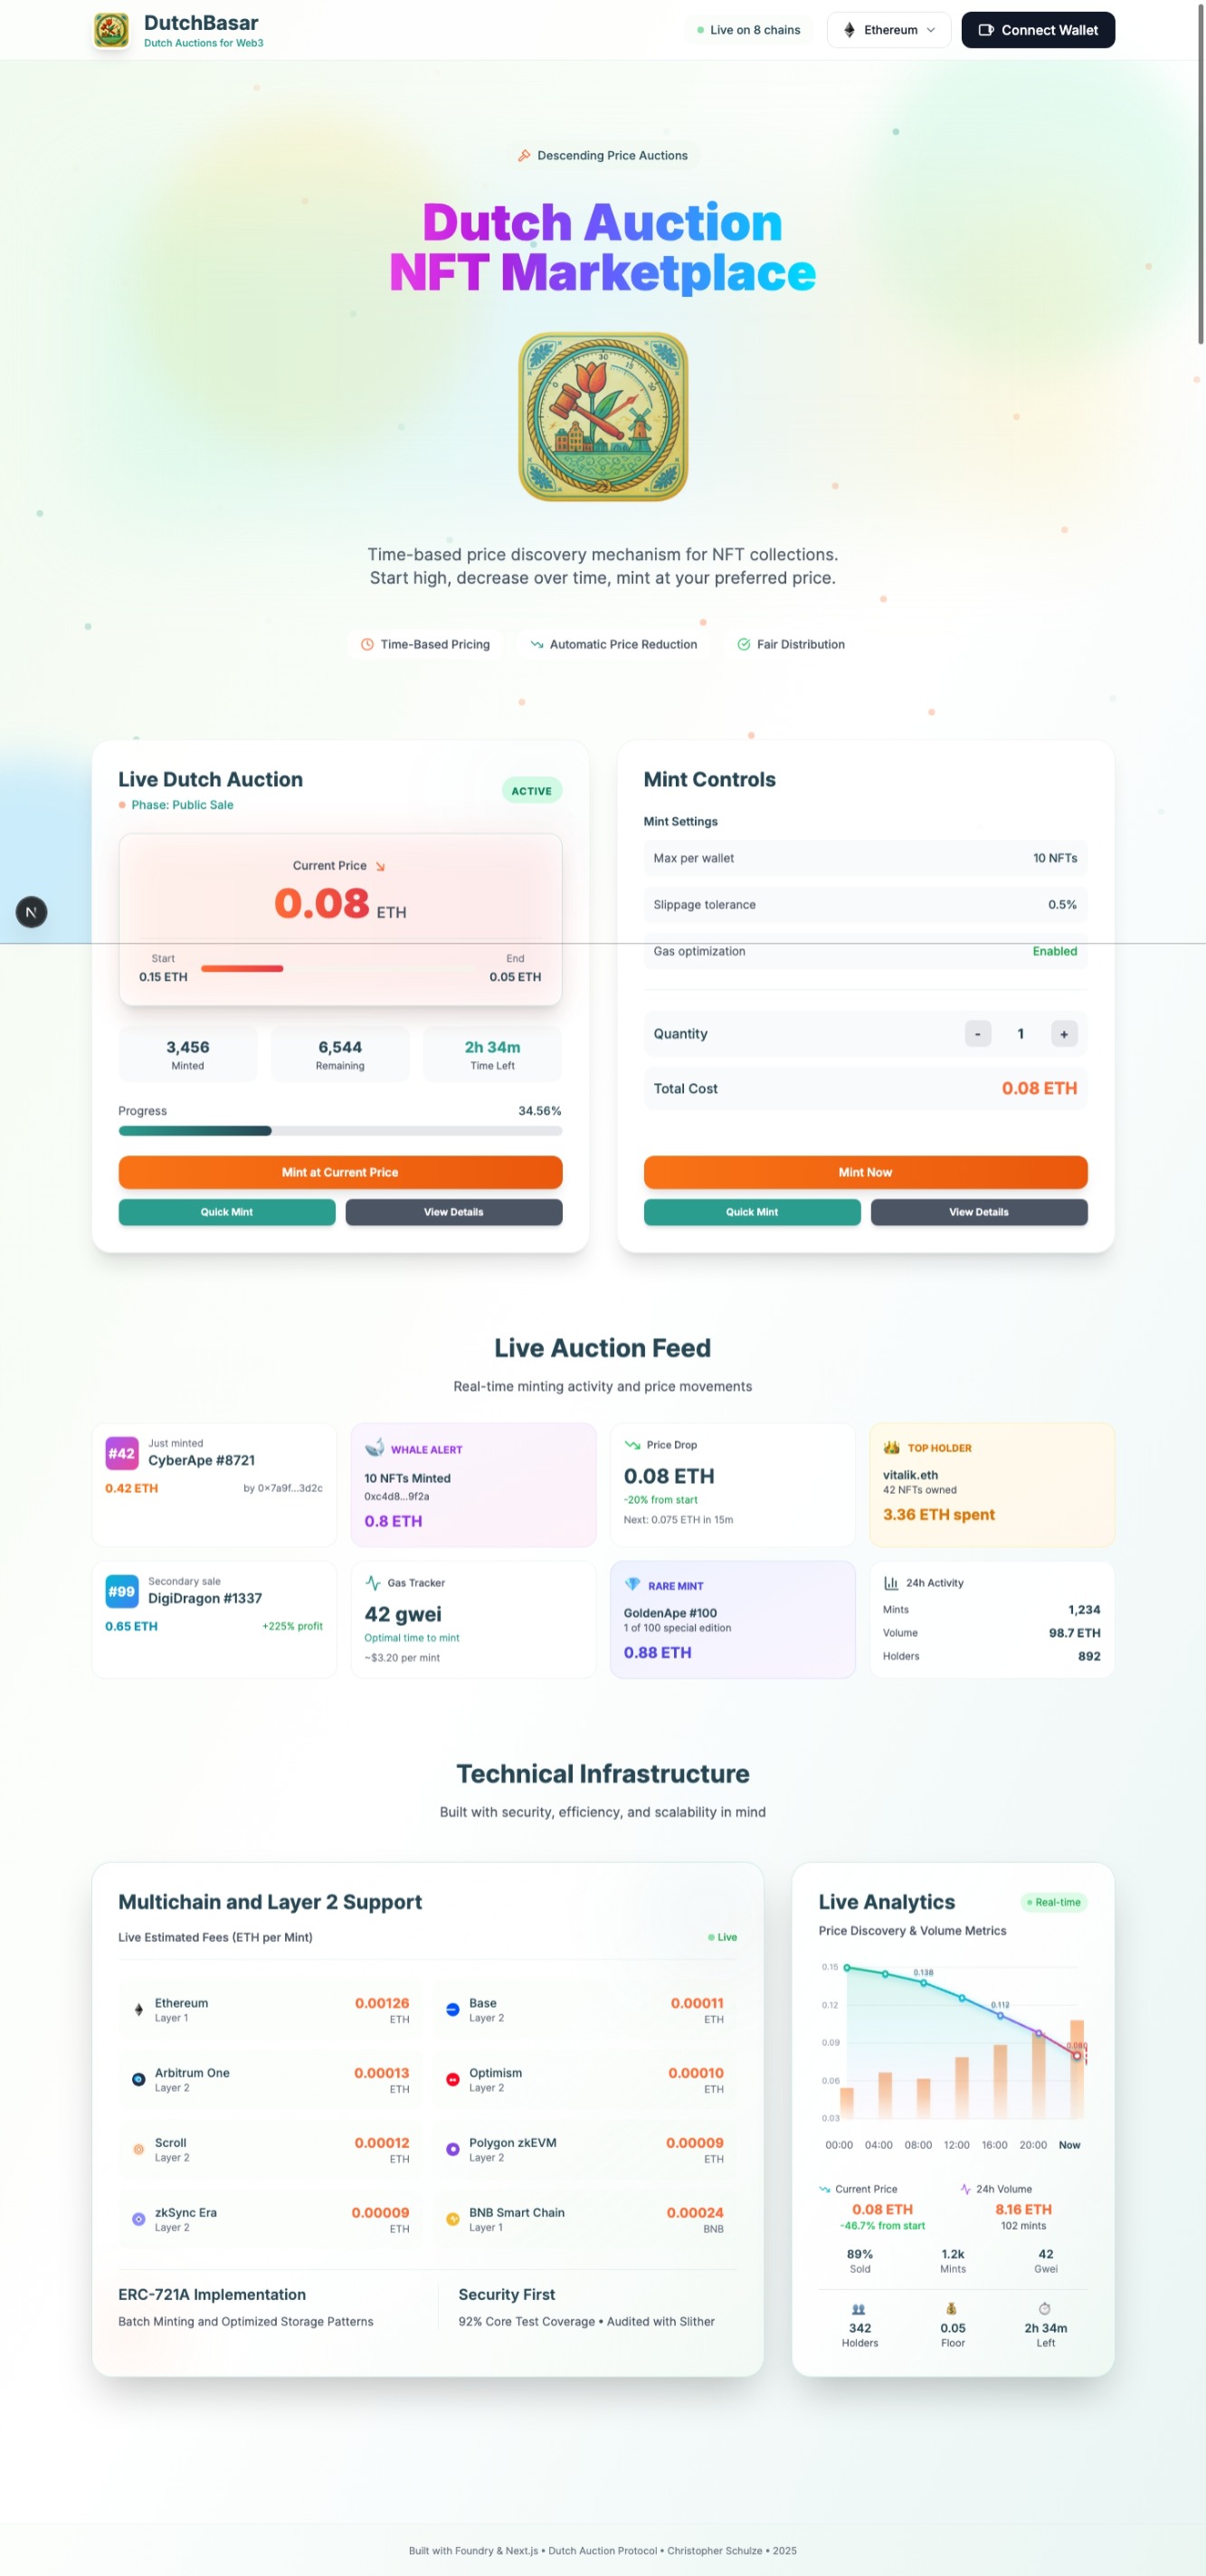 DutchBasar
Dutch Auctions for Web3
Live on 8 chains
Ethereum
Connect Wallet
Descending Price Auctions
Dutch Auction
NFT Marketplace
Time-based price discovery mechanism for NFT collections.
Start high, decrease over time, mint at your preferred price.
Time-Based Pricing
Automatic Price Reduction
Fair Distribution
Live Dutch Auction
Phase: Public Sale
ACTIVE
Current Price
0.08 ETH
Start
0.15 ETH
End
0.05 ETH
3,456
Minted
6,544
Remaining
2h 34m
Time Left
Progress
34.56%
Mint at Current Price
Quick Mint
View Details
Mint Controls
Mint Settings
Max per wallet
10 NFTs
Slippage tolerance
0.5%
Gas optimization
Enabled
Quantity
-
1
+
Total Cost
0.08 ETH
Mint Now
Quick Mint
View Details
N
Live Auction Feed
Real-time minting activity and price movements
#42
Just minted
CyberApe #8721
0.42 ETH
by 0x7a9f...3d2c
WHALE ALERT
10 NFTs Minted
0xc4d8...9f2a
0.8 ETH
Price Drop
0.08 ETH
-20% from start
Next: 0.075 ETH in 15m
TOP HOLDER
vitalik.eth
42 NFTs owned
3.36 ETH spent
#99
Secondary sale
DigiDragon #1337
0.65 ETH
+225% profit
Gas Tracker
42 gwei
Optimal time to mint
~$3.20 per mint
RARE MINT
GoldenApe #100
1 of 100 special edition
0.88 ETH
24h Activity
Mints
1,234
Volume
98.7 ETH
Holders
892
Technical Infrastructure
Built with security, efficiency, and scalability in mind
Multichain and Layer 2 Support
Live Estimated Fees (ETH per Mint)
Live
Ethereum
Layer 1
0.00126
ETH
Base
Layer 2
0.00011
ETH
Arbitrum One
Layer 2
0.00013
ETH
Optimism
Layer 2
0.00010
ETH
Scroll
Layer 2
0.00012
ETH
Polygon zkEVM
Layer 2
0.00009
ETH
zkSync Era
Layer 2
0.00009
ETH
BNB Smart Chain
Layer 1
0.00024
BNB
ERC-721A Implementation
Batch Minting and Optimized Storage Patterns
Security First
92% Core Test Coverage • Audited with Slither
Live Analytics
Real-time
Price Discovery & Volume Metrics
0.15
0.12
0.09
0.06
0.03
0.138
0.112
0.080
00:00
04:00
08:00
12:00
16:00
20:00
Now
Current Price
0.08 ETH
-46.7% from start
24h Volume
8.16 ETH
102 mints
89%
Sold
1.2k
Mints
42
Gwei
342
Holders
0.05
Floor
2h 34m
Left
Built with Foundry & Next.js • Dutch Auction Protocol • Christopher Schulze • 2025